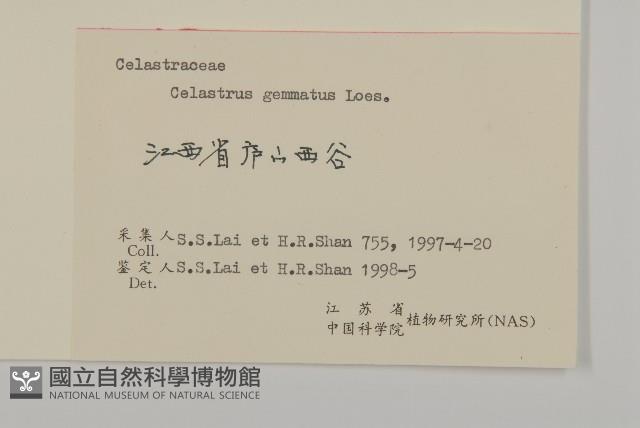 Celastraceae
Celastrus gemmatus Loes.
江西省庐山西谷
采集人 S.S.Lai et H.R.Shan 755, 1997-4-20
Coll.
鉴定人 S.S.Lai et H.R.Shan 1998-5
Det.
江苏省
中国科学院 植物研究所(NAS)
國立自然科學博物館
NATIONAL MUSEUM OF NATURAL SCIENCE